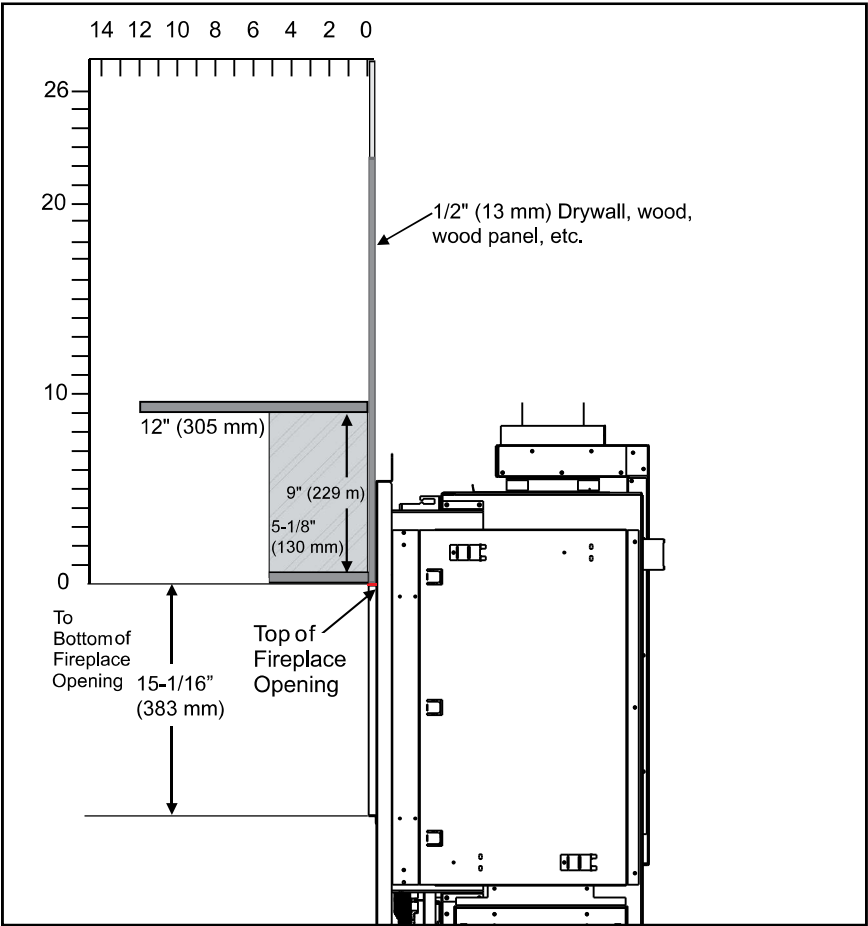 14 12 10 8 6 4 2 0
26
20
1/2" (13 mm) Drywall, wood,
wood panel, etc.
10
12" (305 mm)
9" (229 m)
5-1/8"
(130 mm)
0
To
Bottom of
Fireplace
Opening
15-1/16”
(383 mm)
Top of
Fireplace
Opening